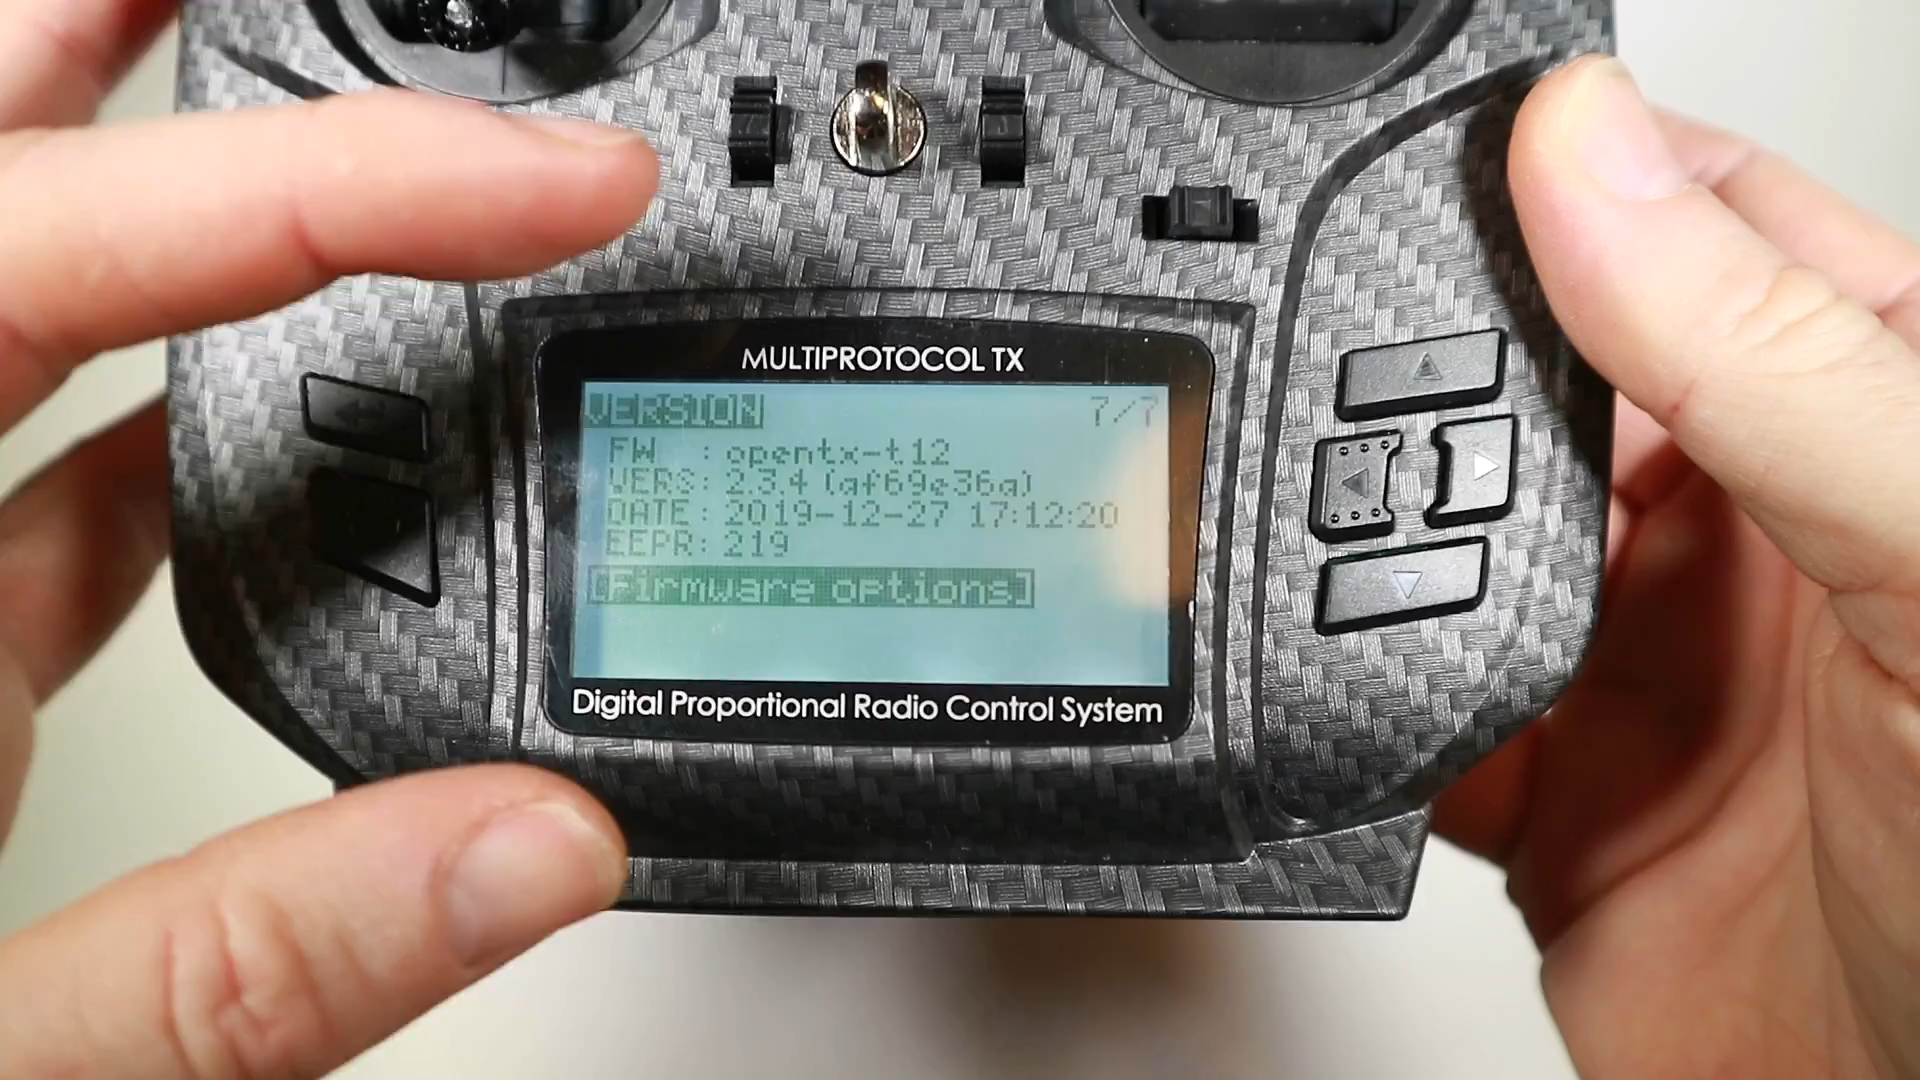 MULTIPROTOCOL TX
VERSION 7/7
FW : opentx-t12
VERS: 2.3.4 (af69e36a)
DATE: 2019-12-27 17:12:20
EEPR: 219
[Firmware options]
Digital Proportional Radio Control System